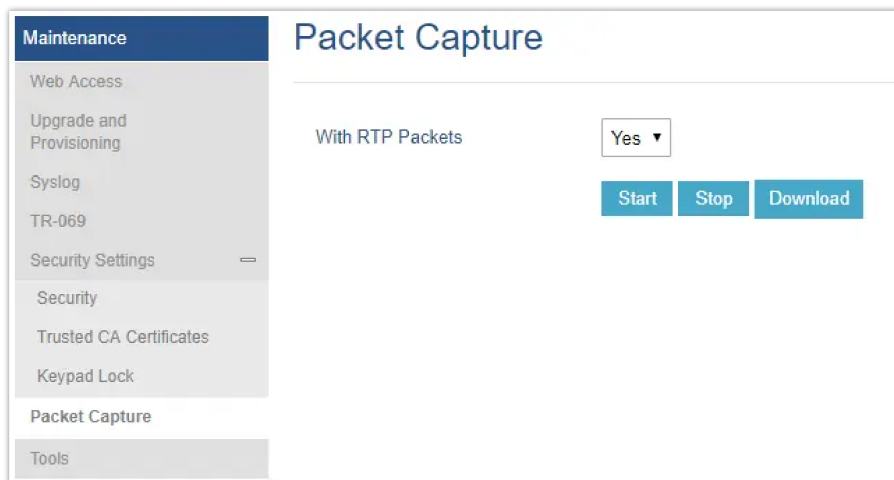 Maintenance
Web Access
Upgrade and
Provisioning
Syslog
TR-069
Security Settings
Security
Trusted CA Certificates
Keypad Lock
Packet Capture
Tools
Packet Capture
With RTP Packets
Yes
Start Stop Download